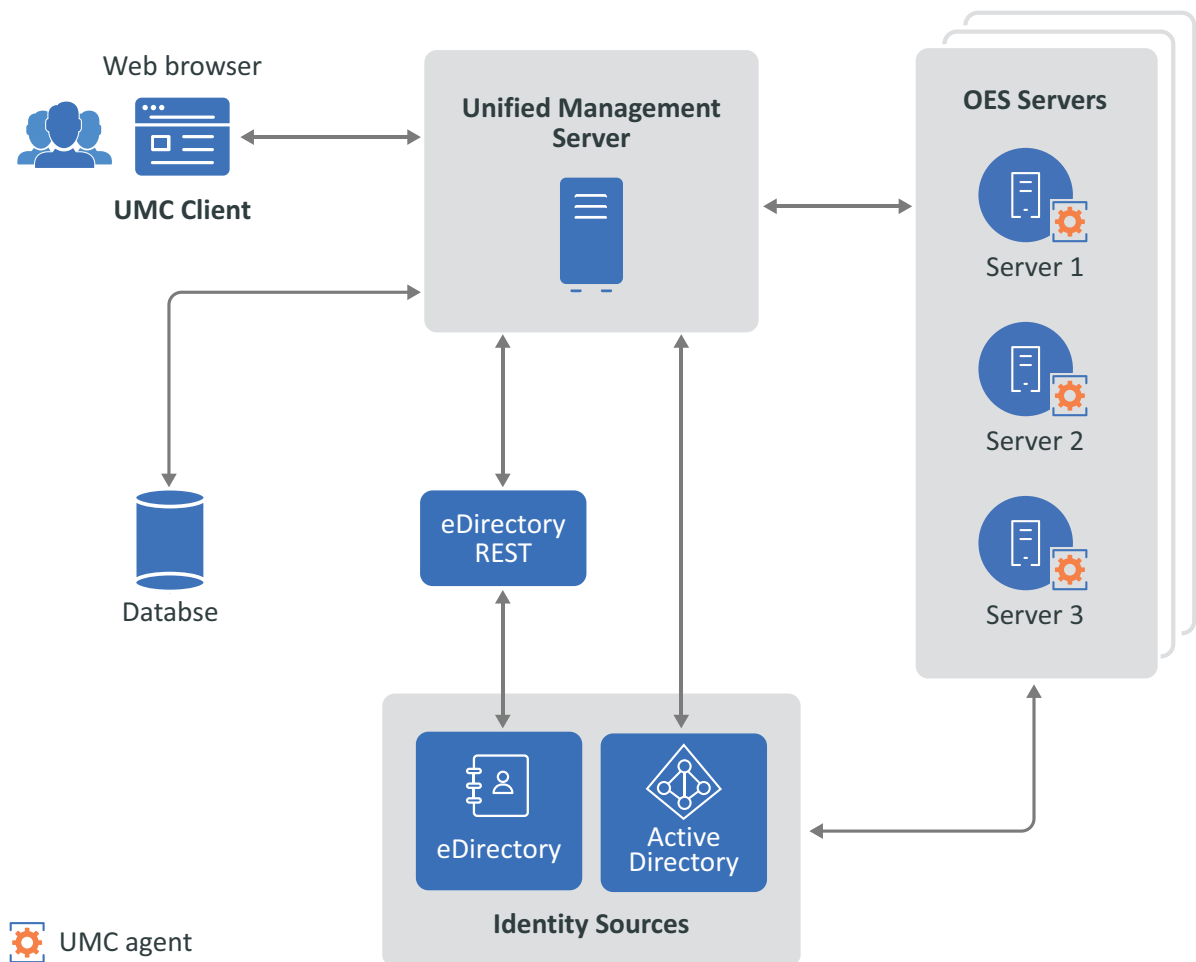 Web browser
UMC Client
Unified Management
Server
OES Servers
Server 1
Server 2
Server 3
Databse
eDirectory
REST
eDirectory
Active
Directory
Identity Sources
UMC agent